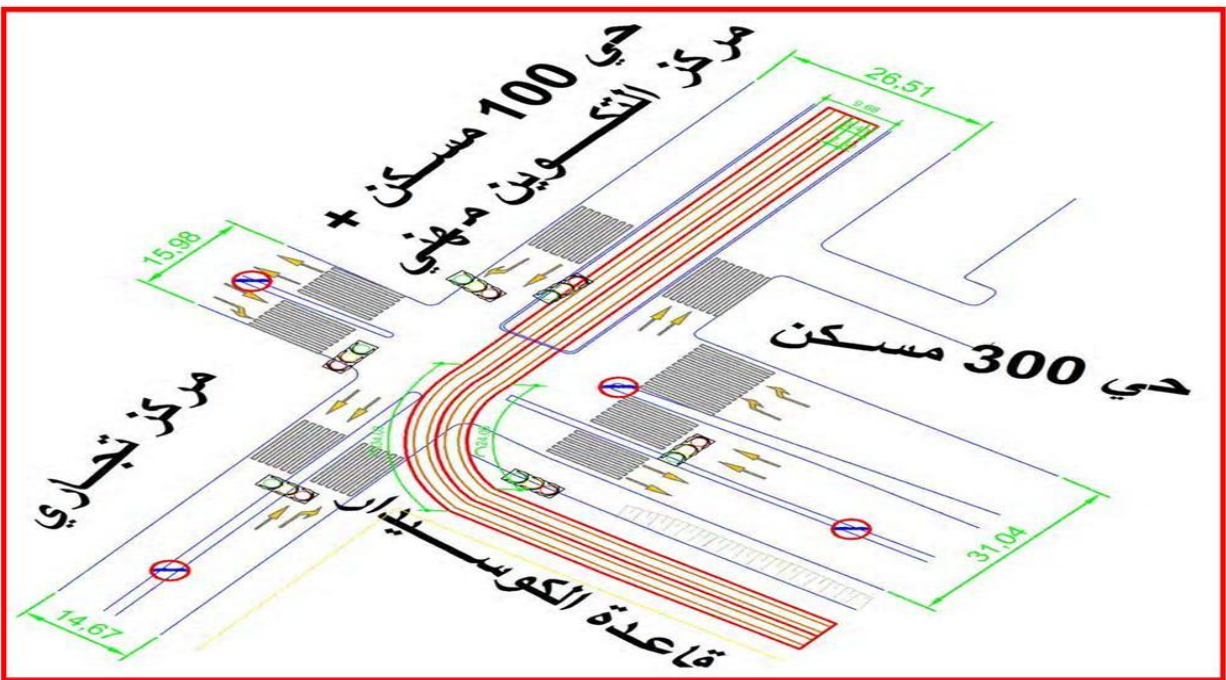 حي 100 مسكن +
مركز التكوين مهني
26,51
9.68
15,98
حي 300 مسكن
مركز تجاري
قاعدة الكوسيدار
31,04
14,67